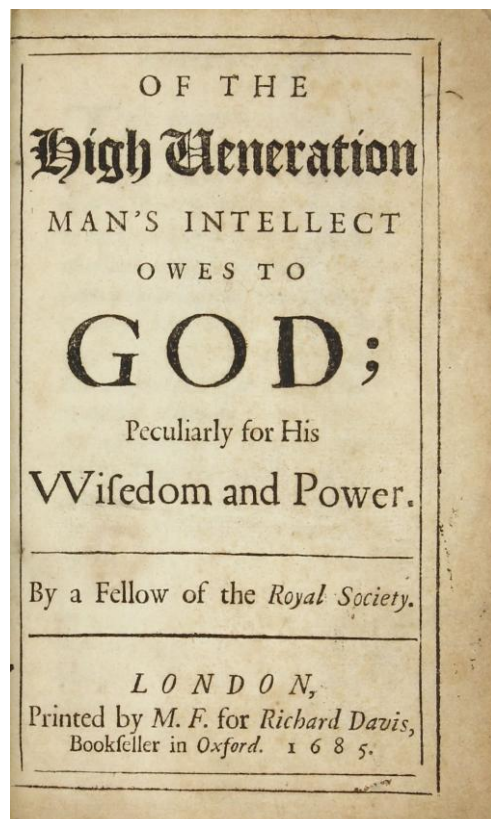 OF THE
High Veneration
MAN'S INTELLECT
OWES TO
GOD;
Peculiarly for His
Wiſedom and Power.
By a Fellow of the Royal Society.
LONDON,
Printed by M. F. for Richard Davis,
Bookſeller in Oxford. 1685.